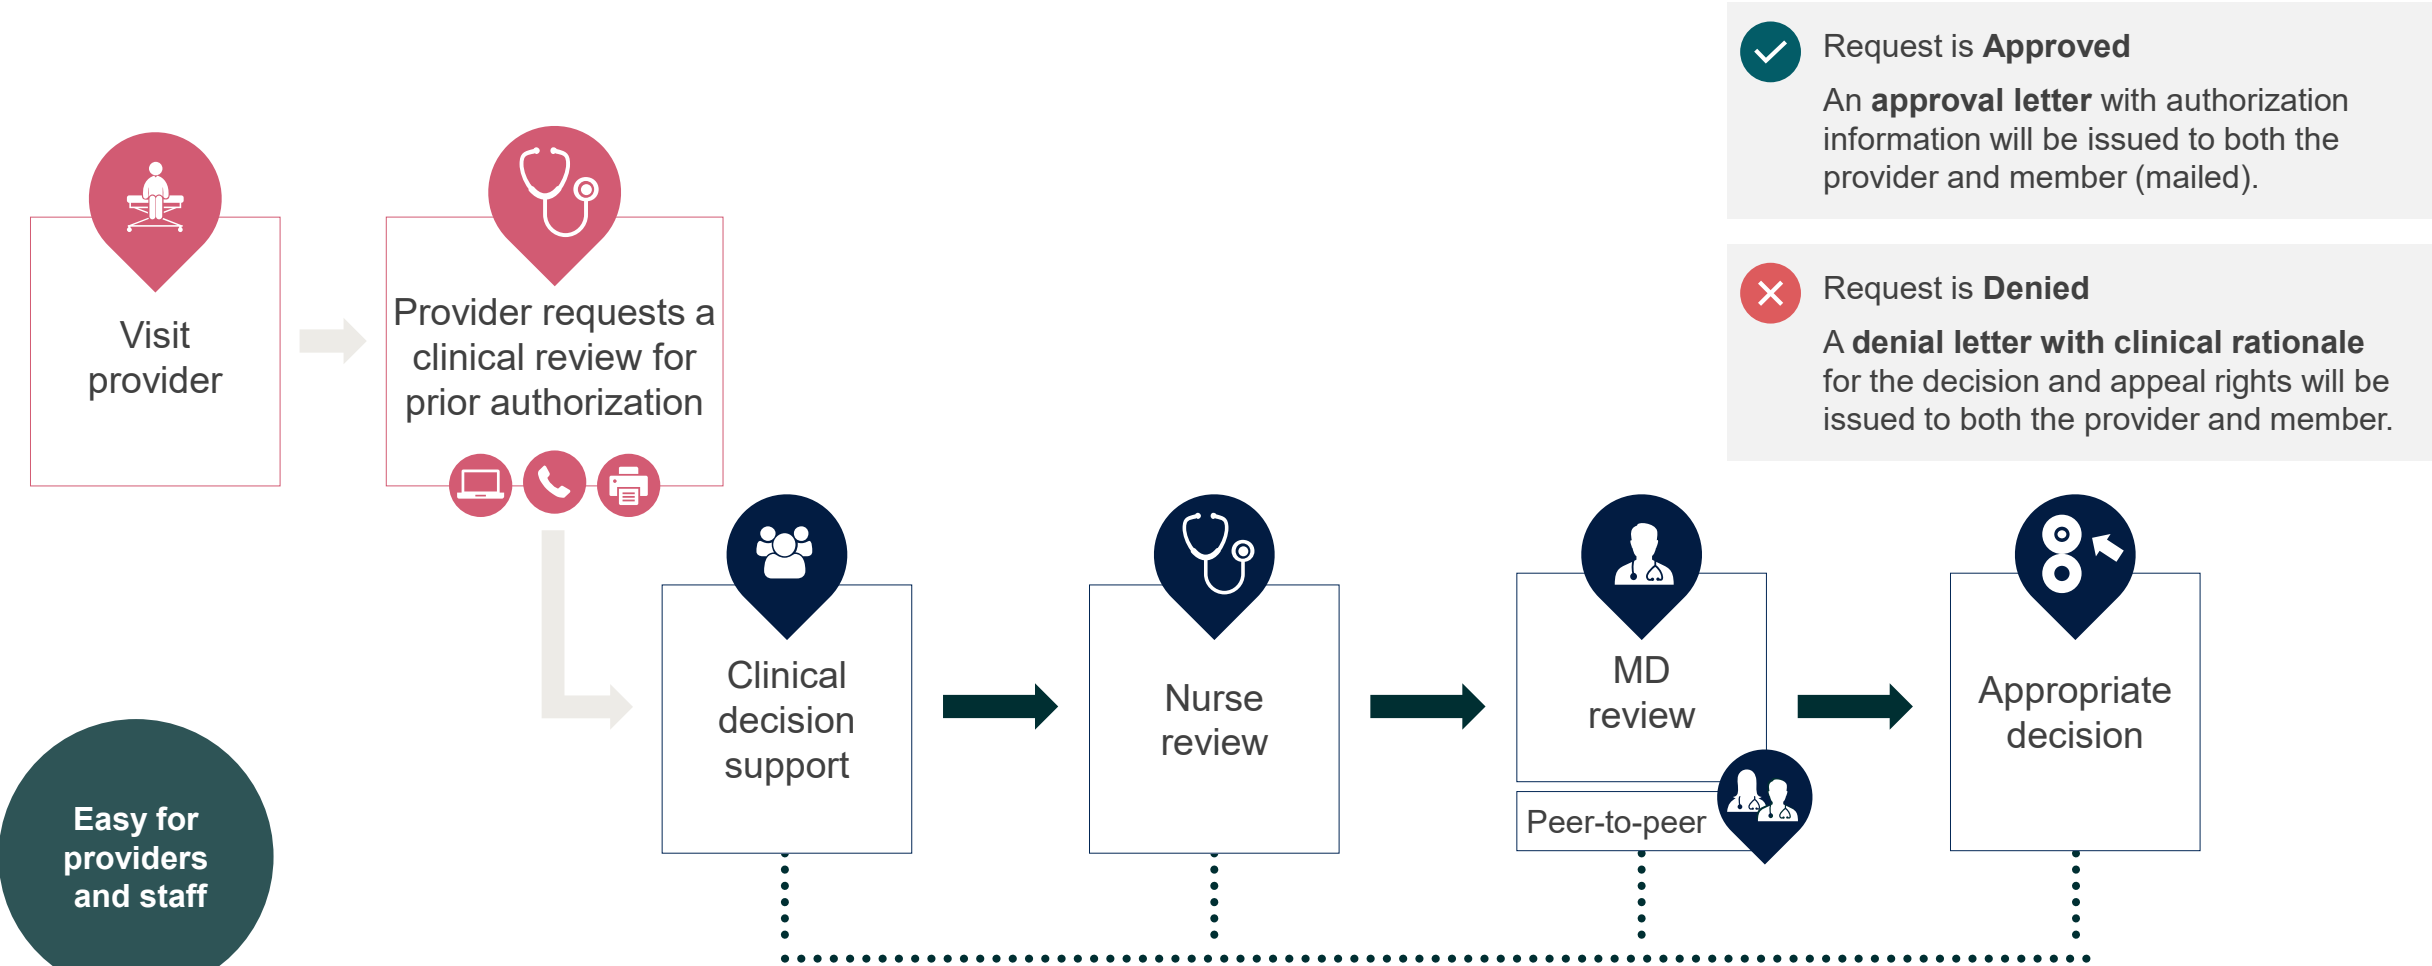 Request is Approved
An approval letter with authorization
information will be issued to both the
provider and member (mailed).
Request is Denied
A denial letter with clinical rationale
for the decision and appeal rights will be
issued to both the provider and member.
Visit
provider
Provider requests a
clinical review for
prior authorization
Clinical
decision
support
Nurse
review
MD
review
Peer-to-peer
Appropriate
decision
Easy for
providers
and staff